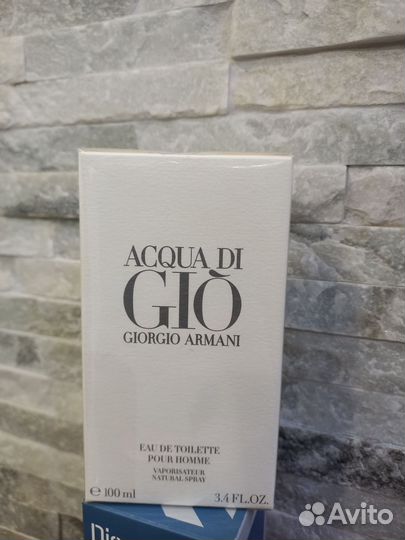 ACQUA DI
GIÒ
GIORGIO ARMANI
EAU DE TOILETTE
POUR HOMME
VAPORISATEUR
NATURAL SPRAY
℮ 100 ml 3.4 FL.OZ.
Avito